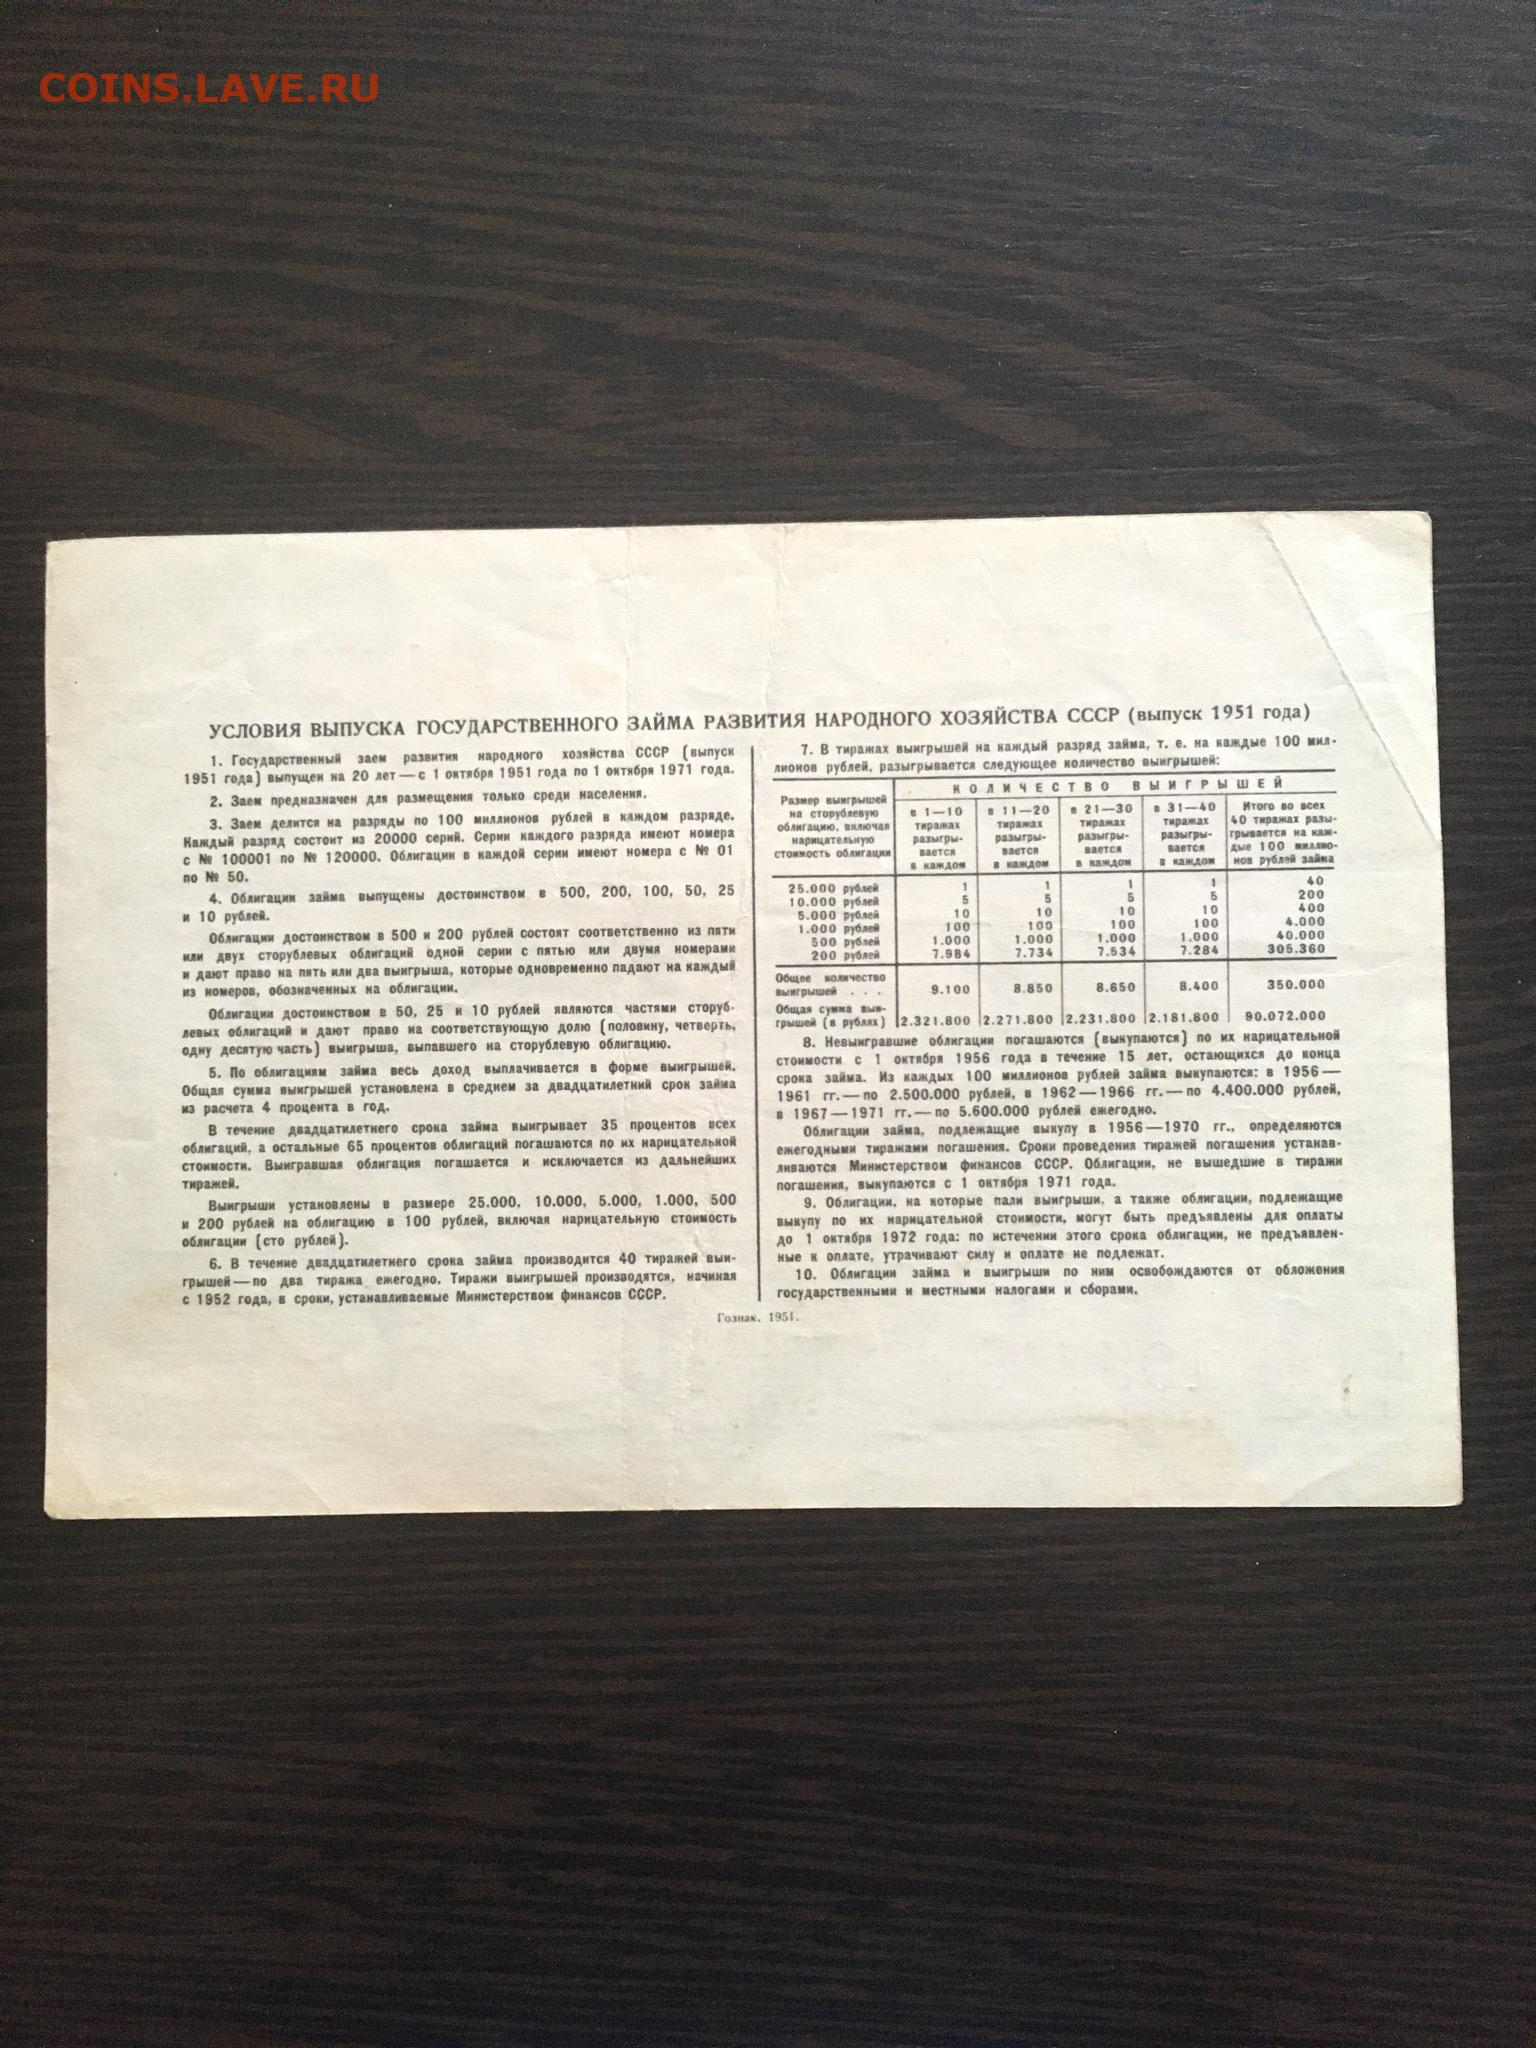 COINS.LAVE.RU
УСЛОВИЯ ВЫПУСКА ГОСУДАРСТВЕННОГО ЗАЙМА РАЗВИТИЯ НАРОДНОГО ХОЗЯЙСТВА СССР (выпуск 1951 года)
1. Государственный заем развития народного хозяйства СССР (выпуск
1951 года) выпущен на 20 лет — с 1 октября 1951 года по 1 октября 1971 года.
2. Заем предназначен для размещения только среди населения.
3. Заем делится на разряды по 100 миллионов рублей в каждом разряде.
Каждый разряд состоит из 20000 серий. Серии каждого разряда имеют номера
с № 100001 по № 120000. Облигации в каждой серии имеют номера с № 01
по № 50.
4. Облигации займа выпущены достоинством в 500, 200, 100, 50, 25
и 10 рублей.
Облигации достоинством в 500 и 200 рублей состоят соответственно из пяти
или двух сторублевых облигаций одной серии с пятью или двумя номерами
и дают право на пять или два выигрыша, которые одновременно падают на каждый
из номеров, обозначенных на облигации.
Облигации достоинством в 50, 25 и 10 рублей являются частями сторуб-
левых облигаций и дают право на соответствующую долю (половину, четверть,
одну десятую часть) выигрыша, выпавшего на сторублевую облигацию.
5. По облигациям займа весь доход выплачивается в форме выигрышей.
Общая сумма выигрышей установлена в среднем за двадцатилетний срок займа
из расчета 4 процента в год.
В течение двадцатилетнего срока займа выигрывает 35 процентов всех
облигаций, а остальные 65 процентов облигаций погашаются по их нарицательной
стоимости. Выигравшая облигация погашается и исключается из дальнейших
тиражей.
Выигрыши установлены в размере 25.000, 10.000, 5.000, 1.000, 500
и 200 рублей на облигацию в 100 рублей, включая нарицательную стоимость
облигации (сто рублей).
6. В течение двадцатилетнего срока займа производится 40 тиражей выи-
грышей — по два тиража ежегодно. Тиражи выигрышей производятся, начиная
с 1952 года, в сроки, устанавливаемые Министерством финансов СССР.
7. В тиражах выигрышей на каждый разряд займа, т. е. на каждые 100 мил-
лионов рублей, разыгрывается следующее количество выигрышей:
Размер выигрышей
на сторублевую
облигацию, включая
нарицательную
стоимость облигации
КОЛИЧЕСТВО ВЫИГРЫШЕЙ
в 1—10
тиражах
разыгры-
вается
в каждом
в 11—20
тиражах
разыгры-
вается
в каждом
в 21—30
тиражах
разыгры-
вается
в каждом
в 31—40
тиражах
разыгры-
вается
в каждом
Итого во всех
40 тиражах разы-
грывается на каж-
дые 100 миллио-
нов рублей займа
25.000 рублей 1 1 1 1 40
10.000 рублей 5 5 5 5 200
5.000 рублей 10 10 10 10 400
1.000 рублей 100 100 100 100 4.000
500 рублей 1.000 1.000 1.000 1.000 40.000
200 рублей 7.984 7.734 7.534 7.284 305.360
Общее количество
выигрышей . . . 9.100 8.850 8.650 8.400 350.000
Общая сумма выи-
грышей (в рублях) 2.321.800 2.271.800 2.231.800 2.181.800 90.072.000
8. Невыигравшие облигации погашаются (выкупаются) по их нарицательной
стоимости с 1 октября 1956 года в течение 15 лет, остающихся до конца
срока займа. Из каждых 100 миллионов рублей займа выкупаются: в 1956 —
1961 гг. — по 2.500.000 рублей, в 1962 — 1966 гг. — по 4.400.000 рублей,
в 1967 — 1971 гг. — по 5.600.000 рублей ежегодно.
Облигации займа, подлежащие выкупу в 1956 — 1970 гг., определяются
ежегодными тиражами погашения. Сроки проведения тиражей погашения устанав-
ливаются Министерством финансов СССР. Облигации, не вышедшие в тиражи
погашения, выкупаются с 1 октября 1971 года.
9. Облигации, на которые пали выигрыши, а также облигации, подлежащие
выкупу по их нарицательной стоимости, могут быть предъявлены для оплаты
до 1 октября 1972 года: по истечении этого срока облигации, не предъявлен-
ные к оплате, утрачивают силу и оплате не подлежат.
10. Облигации займа и выигрыши по ним освобождаются от обложения
государственными и местными налогами и сборами.
Гознак. 1951.